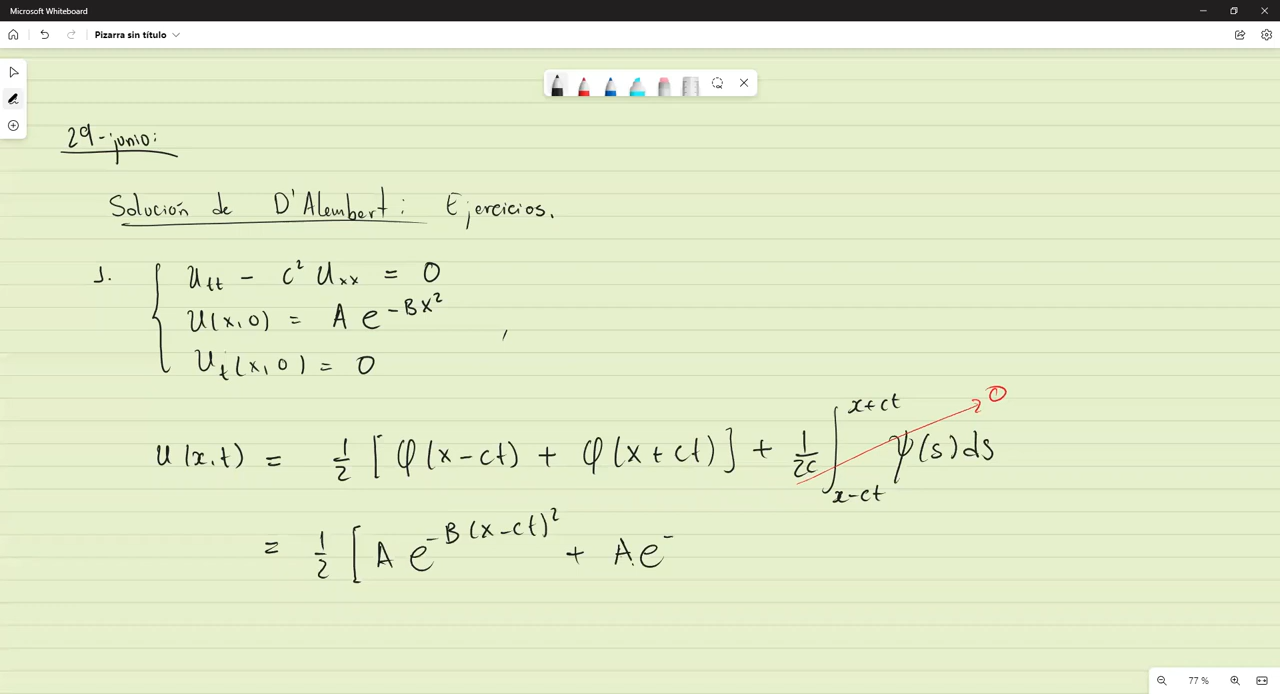 Microsoft Whiteboard
Pizarra sin título
29-junio:
Solución de D'Alembert: Ejercicios.
1.
U_tt - c² U_xx = 0
U(x,0) = A e^{-Bx²}
U_t(x,0) = 0
U(x,t) = 1/2 [φ(x-ct) + φ(x+ct)] + 1/2c ∫_{x-ct}^{x+ct} ψ(s)ds 0
= 1/2 [A e^{-B(x-ct)²} + A e^-
77 %